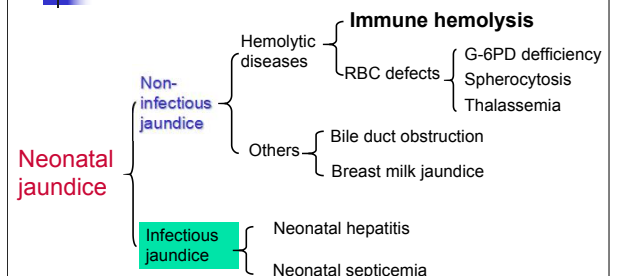 Immune hemolysis
Hemolytic
diseases
RBC defects
G-6PD defficiency
Spherocytosis
Thalassemia
Non-
infectious
jaundice
Others
Bile duct obstruction
Breast milk jaundice
Neonatal
jaundice
Infectious
jaundice
Neonatal hepatitis
Neonatal septicemia